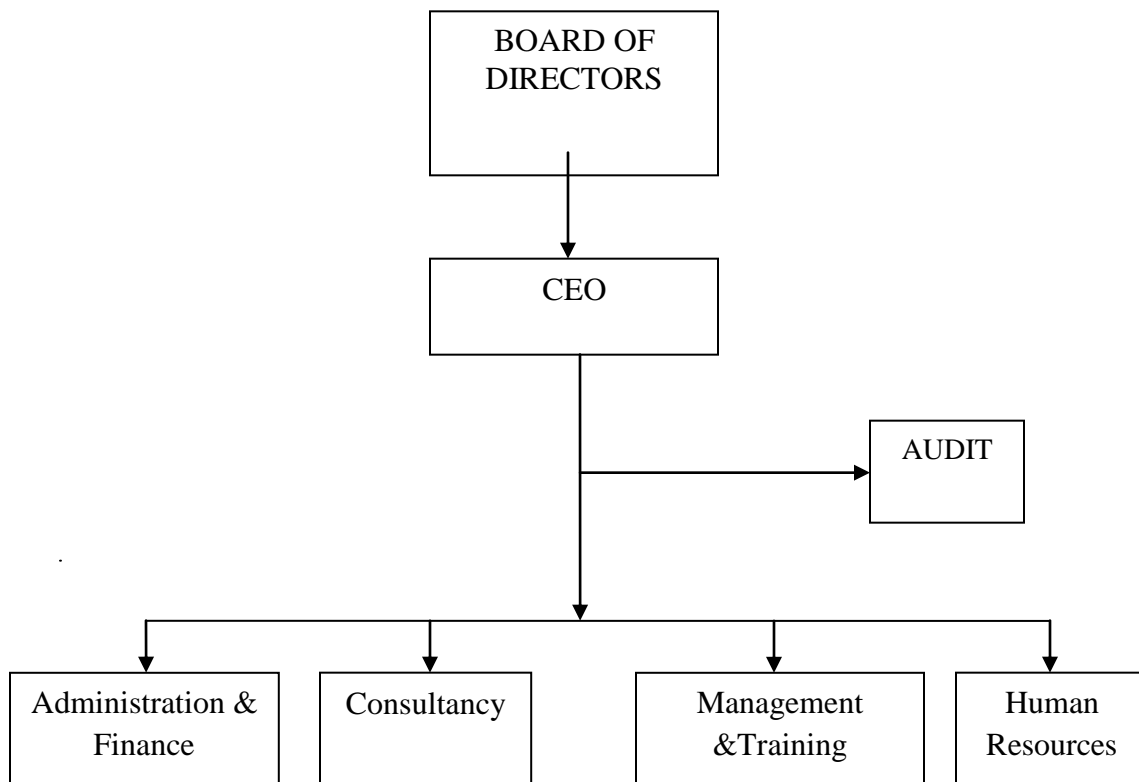 BOARD OF
DIRECTORS
CEO
AUDIT
Administration &
Finance
Consultancy
Management
&Training
Human
Resources